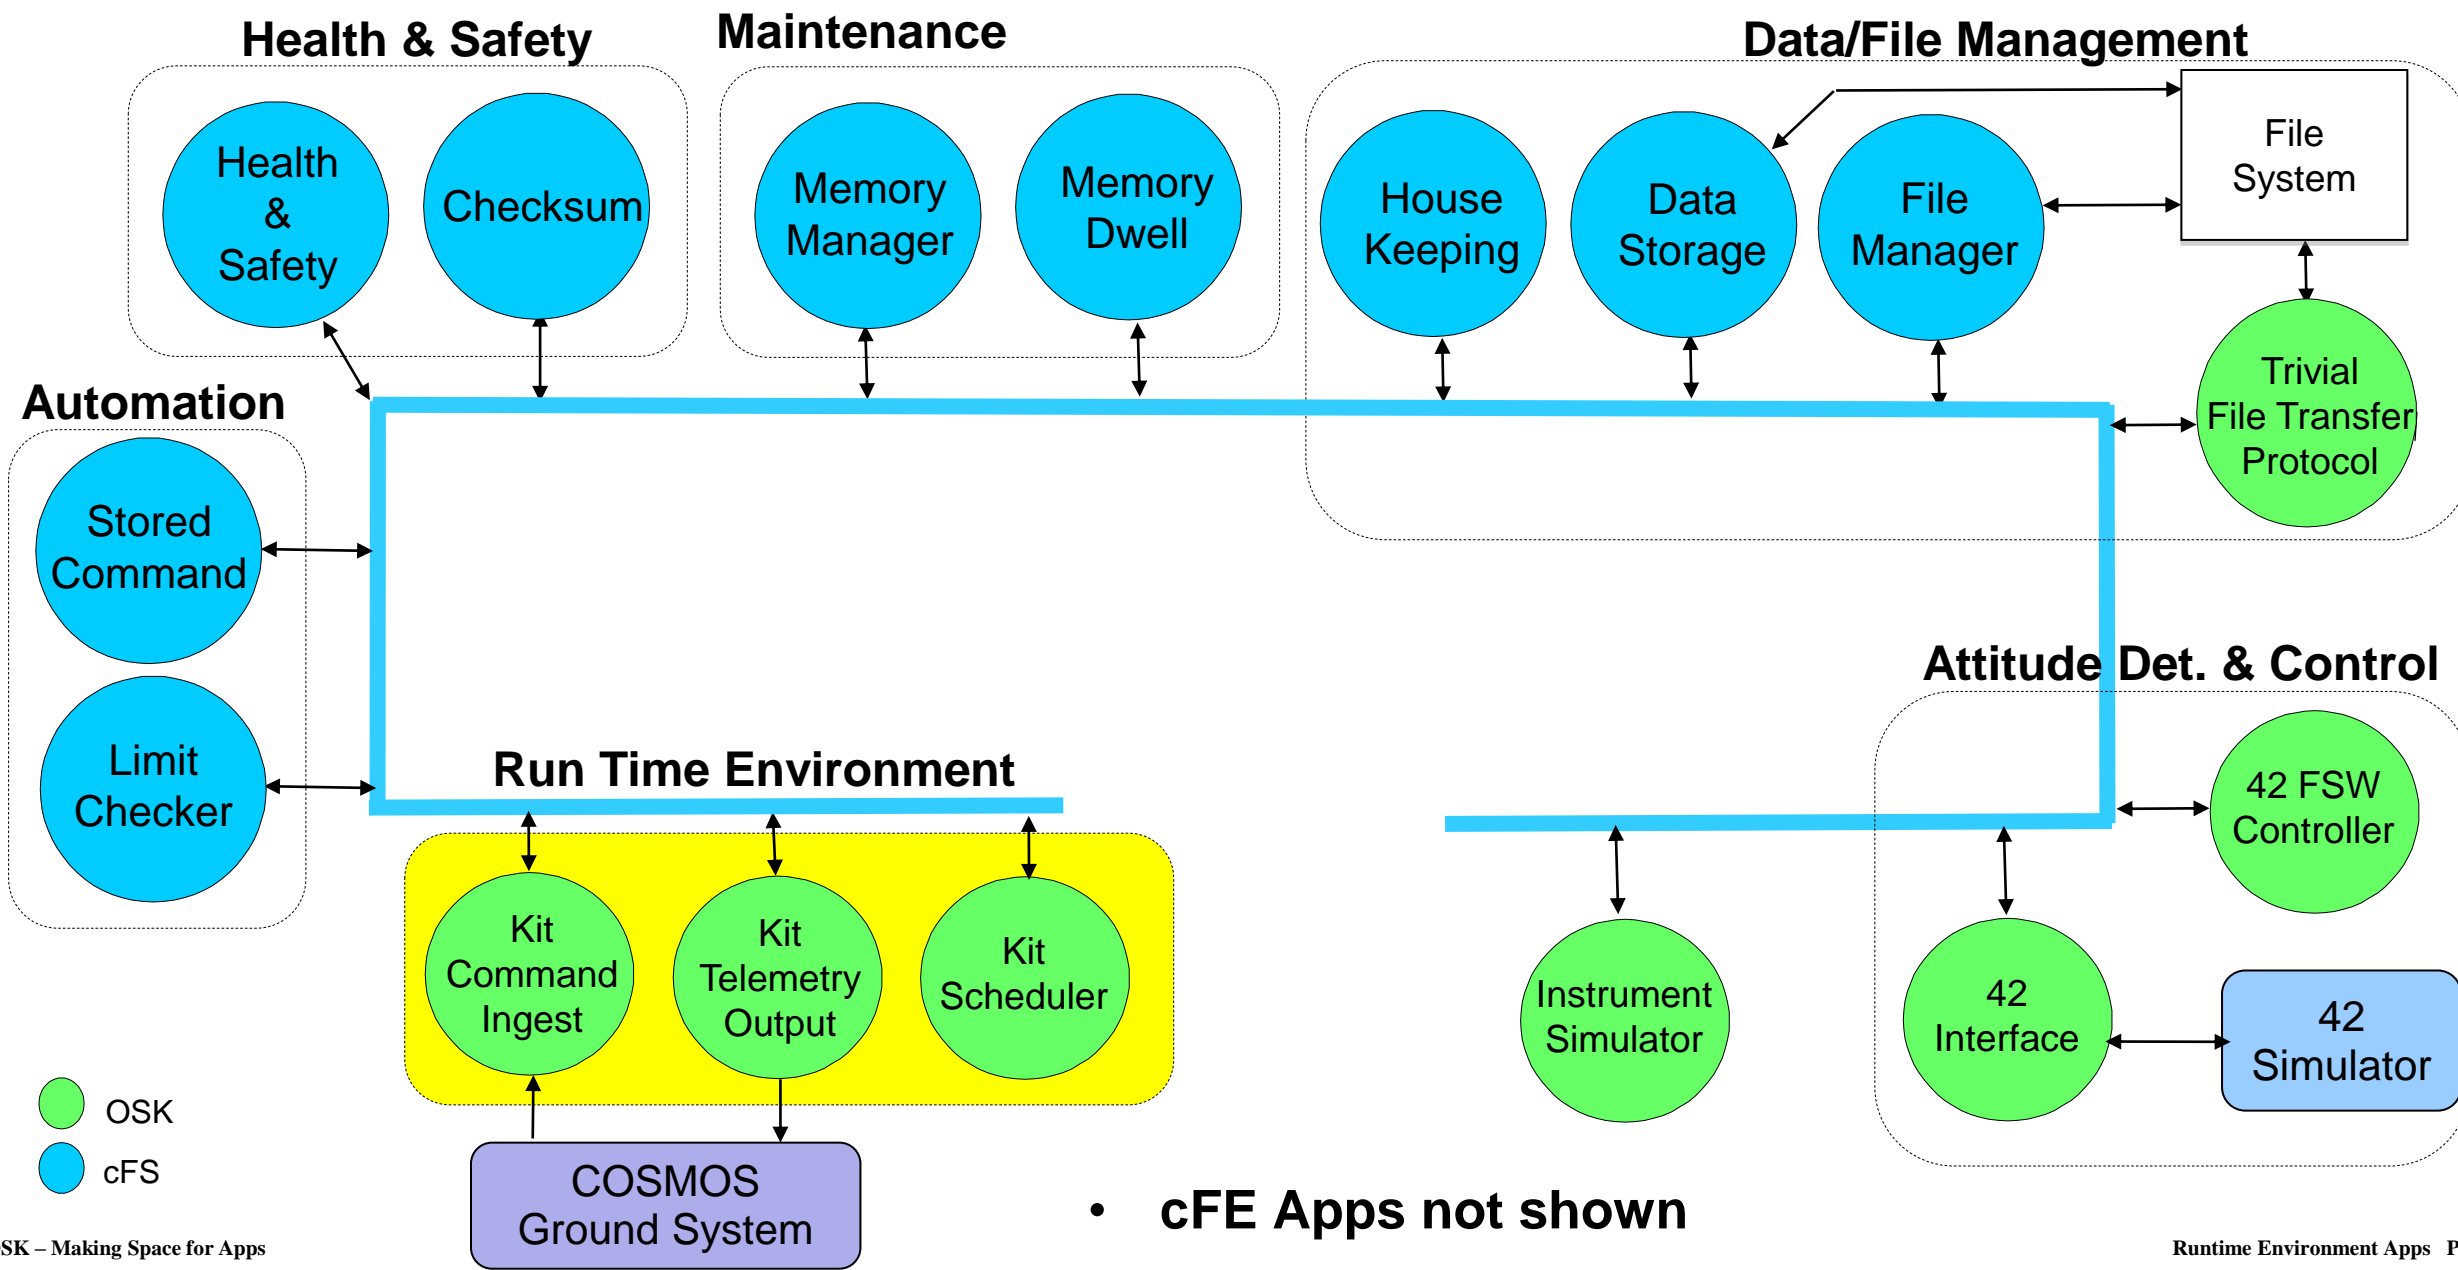 Health & Safety
Maintenance
Data/File Management
Health
&
Safety
Checksum
Memory
Manager
Memory
Dwell
House
Keeping
Data
Storage
File
Manager
File
System
Trivial
File Transfer
Protocol
Automation
Stored
Command
Limit
Checker
Run Time Environment
Kit
Command
Ingest
Kit
Telemetry
Output
Kit
Scheduler
Attitude Det. & Control
42 FSW
Controller
Instrument
Simulator
42
Interface
42
Simulator
OSK
cFS
COSMOS
Ground System
• cFE Apps not shown
SK – Making Space for Apps
Runtime Environment Apps P